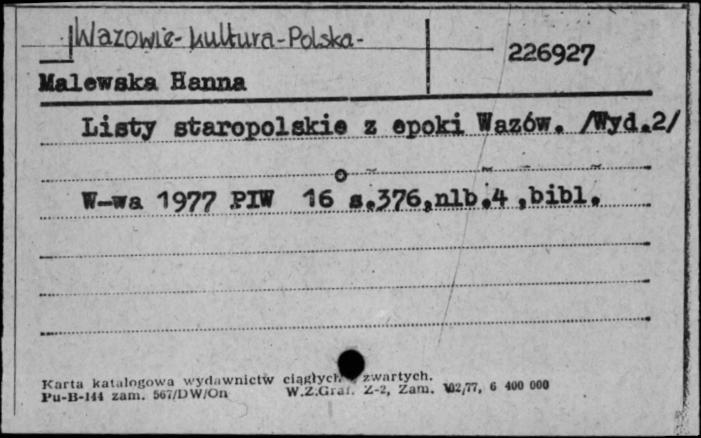 Wazowie-kultura-Polska-
226927
Malewska Hanna
Listy staropolskie z epoki Wazów. /Wyd.2/
W-wa 1977 PIW 16° s.376,nlb.4 ,bibl.
Karta katalogowa wydawnictw ciągłych zwartych.
Pu-B-144 zam. 567/DW/On W.Z.Graf. Z-2, Zam. 102/77, 6 400 000